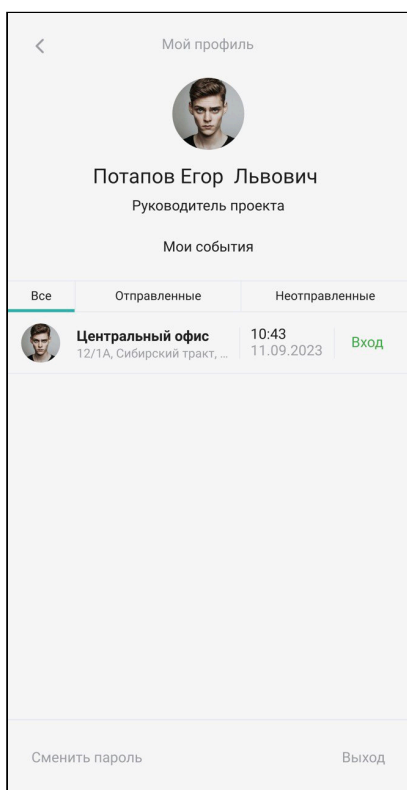 Мой профиль
Потапов Егор Львович
Руководитель проекта
Мои события
Все Отправленные Неотправленные
Центральный офис 10:43 Вход
12/1А, Сибирский тракт, ... 11.09.2023
Сменить пароль Выход